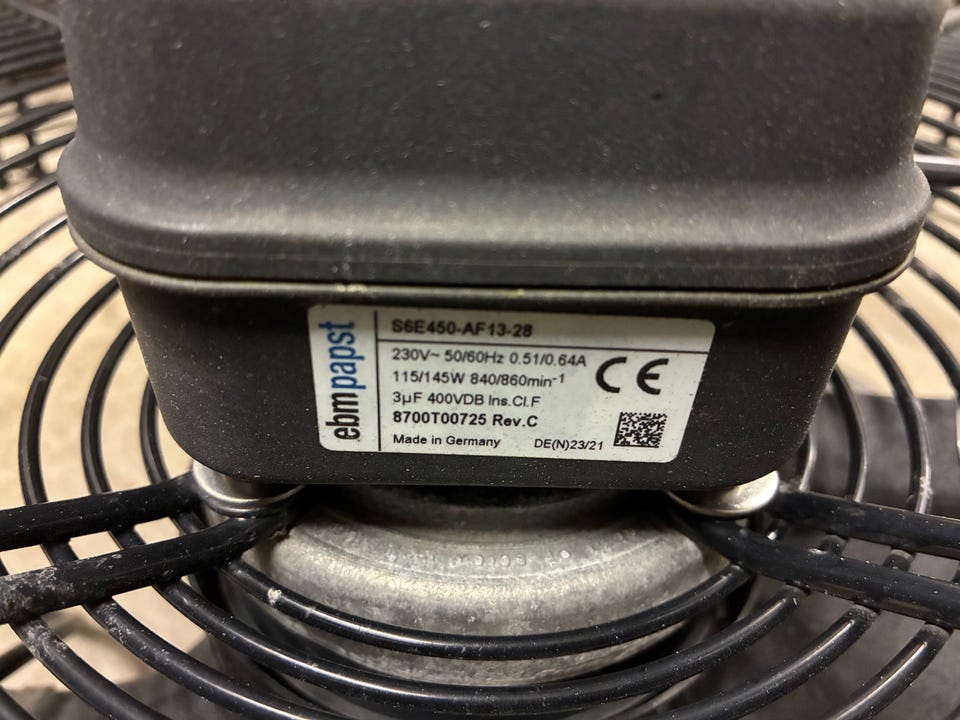 ebmpapst
S6E450-AF13-28
230V~ 50/60Hz 0.51/0.64A
115/145W 840/860min-1
3µF 400VDB Ins.Cl.F
8700T00725 Rev.C
Made in Germany DE(N)23/21
CE